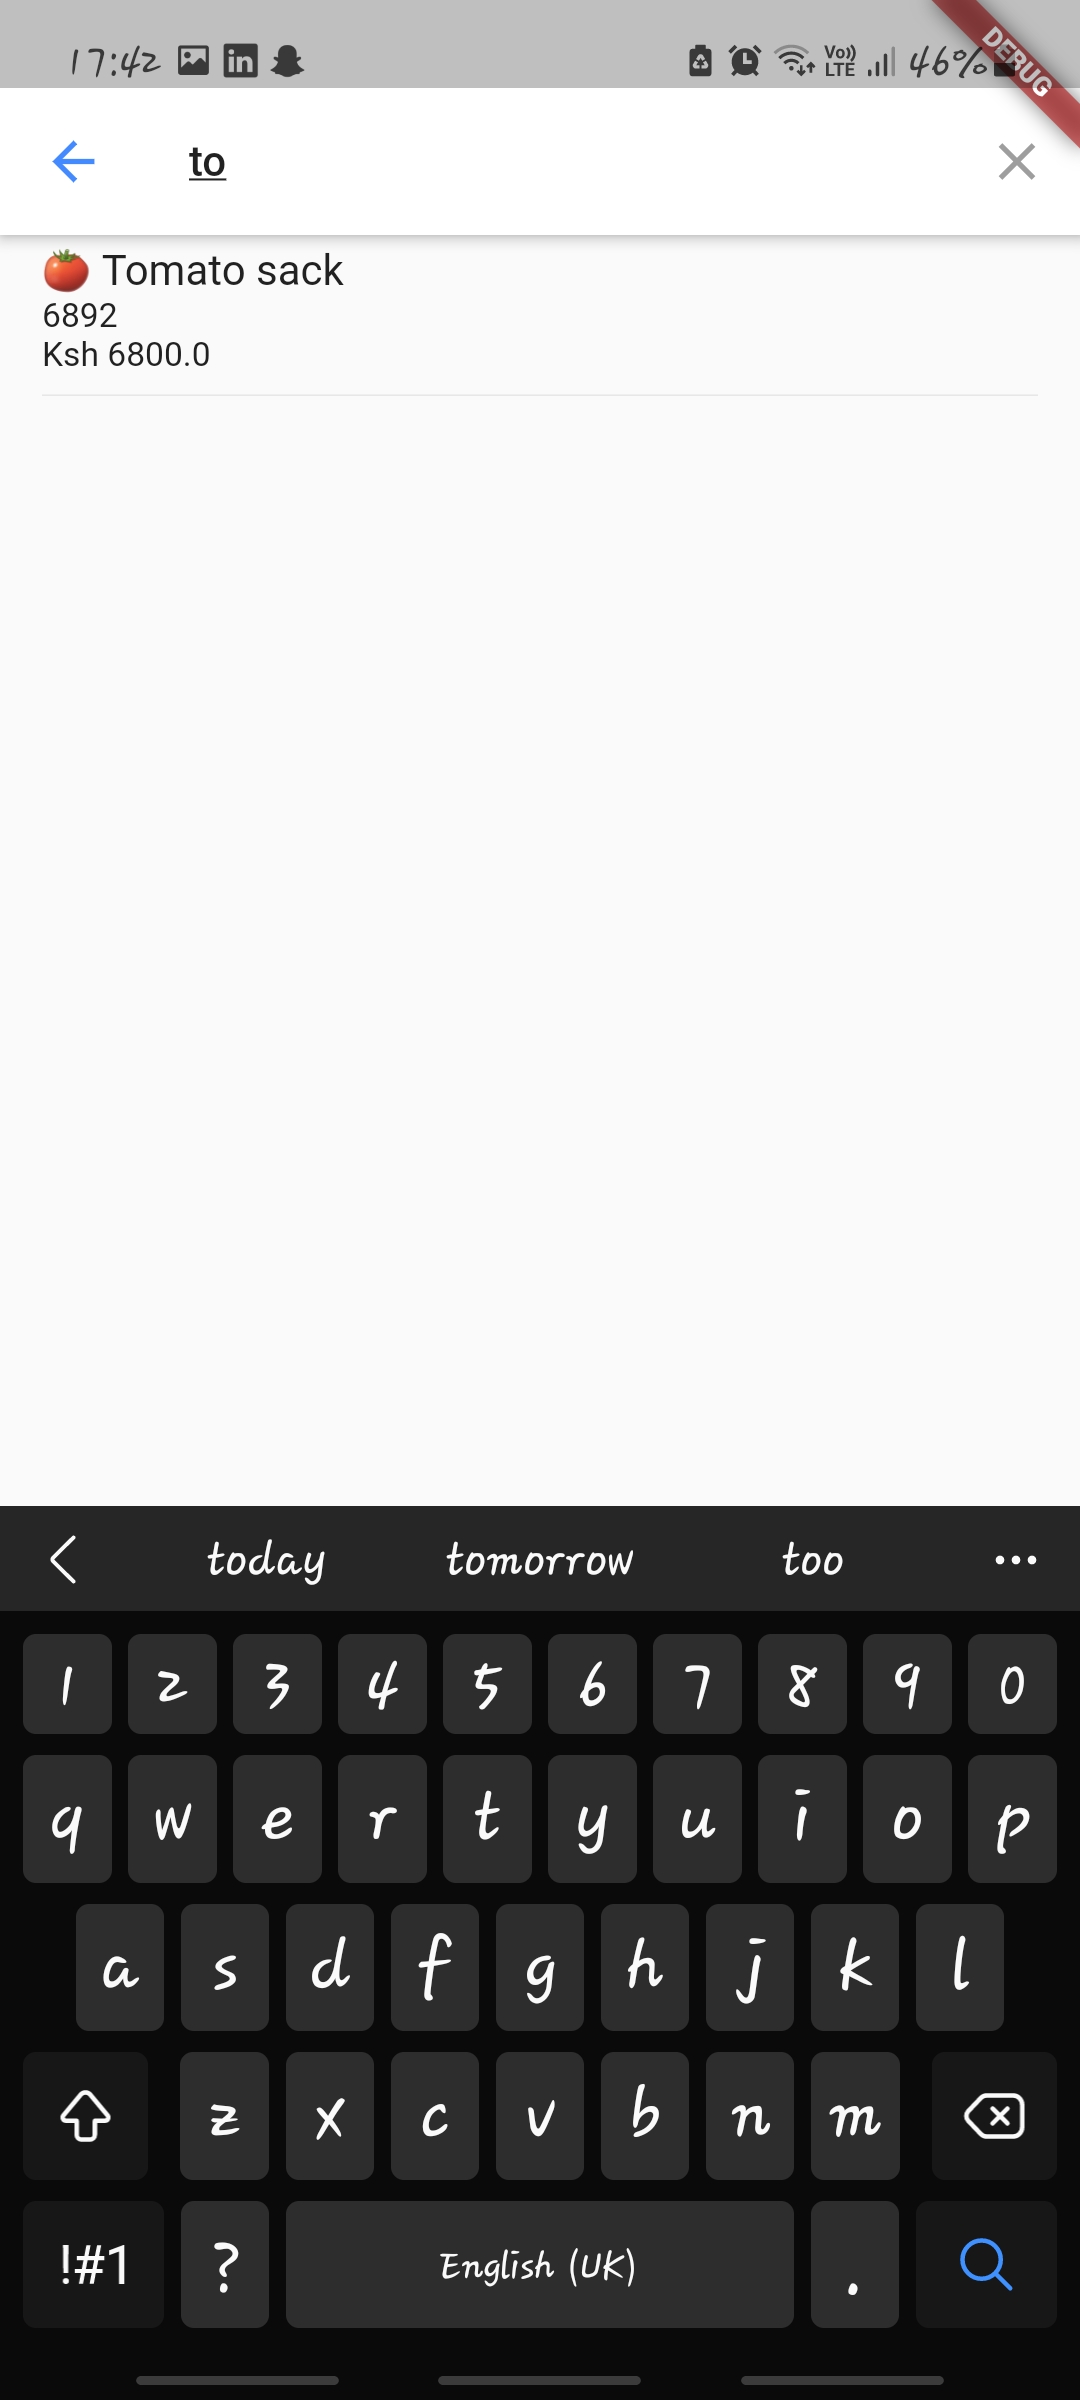 17:42 in Vo)) LTE 46%
DEBUG
to
🍅 Tomato sack
6892
Ksh 6800.0
today tomorrow too
1 2 3 4 5 6 7 8 9 0
q w e r t y u i o p
a s d f g h j k l
z x c v b n m
!#1 ? English (UK) .